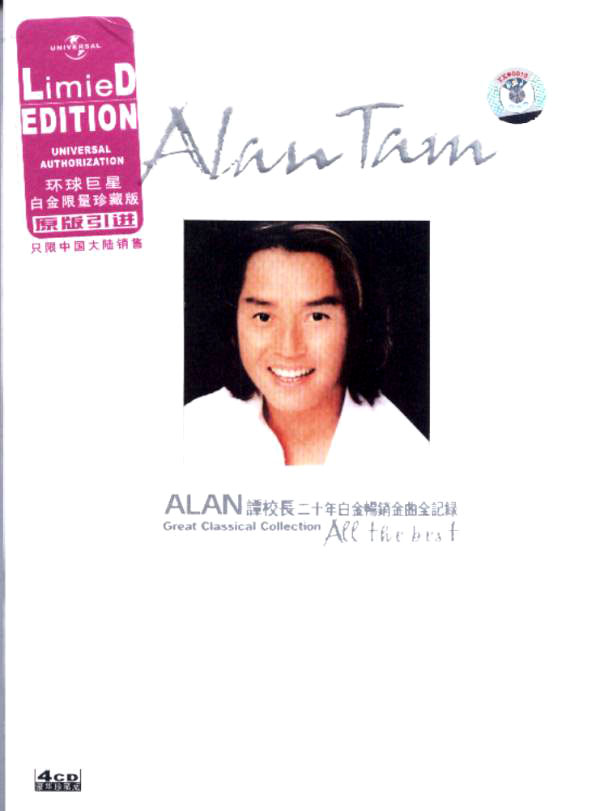 UNIVERSAL
LimieD
EDITION
UNIVERSAL
AUTHORIZATION
环球巨星
白金限量珍藏版
原版引进
只限中国大陆销售
Alan Tam
ALAN 譚校長二十年白金暢銷金曲全記録
Great Classical Collection All the best
4CD